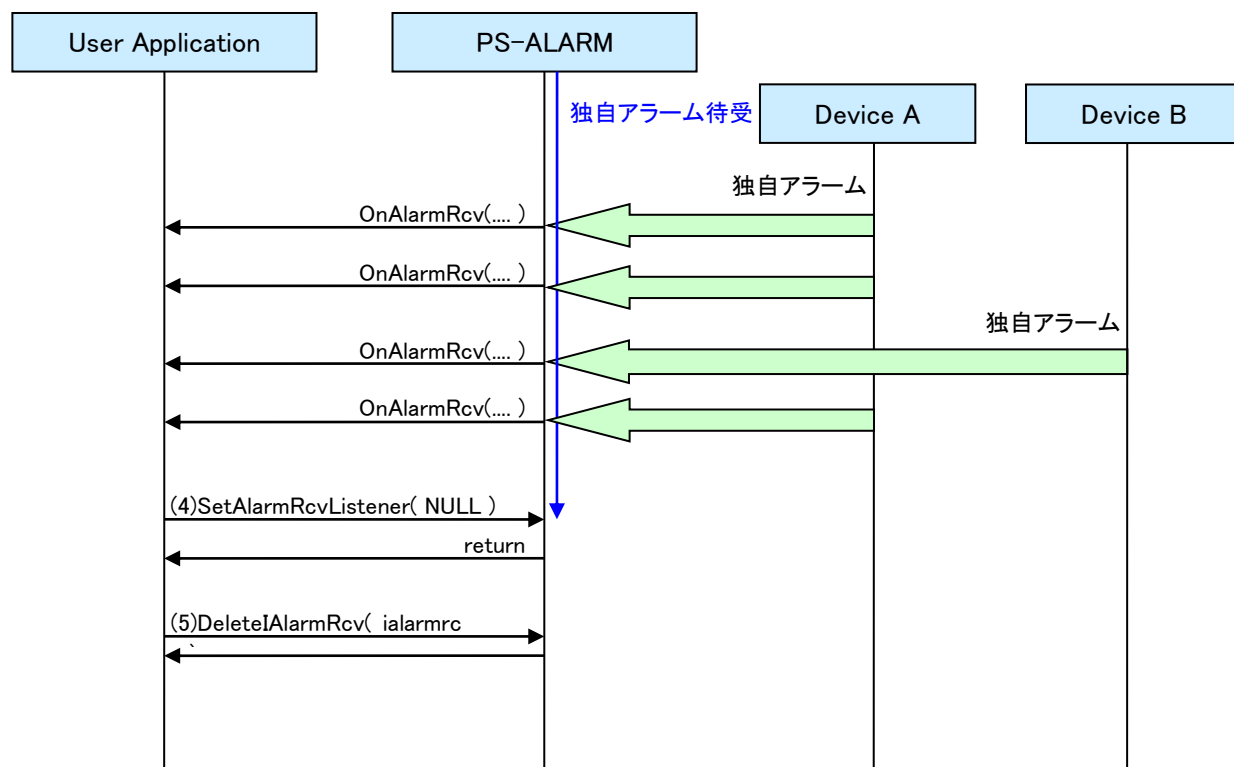 User Application
PS-ALARM
独自アラーム待受
Device A
Device B
独自アラーム
OnAlarmRcv(.... )
OnAlarmRcv(.... )
独自アラーム
OnAlarmRcv(.... )
OnAlarmRcv(.... )
(4)SetAlarmRcvListener( NULL )
return
(5)DeleteIAlarmRcv( ialarmrc